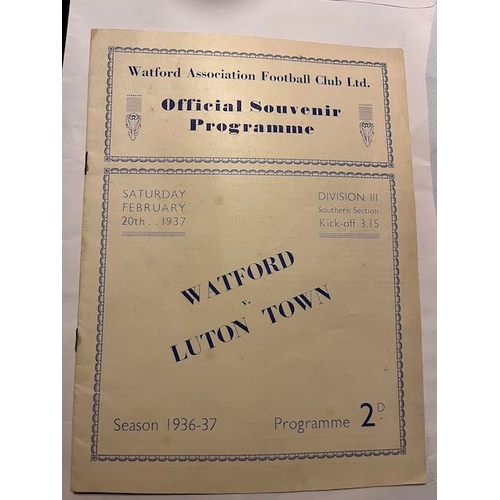 Watford Association Football Club Ltd.
Official Souvenir
Programme
SATURDAY
FEBRUARY
20th . . 1937
DIVISION III
Southern Section
Kick-off 3.15
WATFORD
v.
LUTON TOWN
Season 1936-37
Programme 2D.